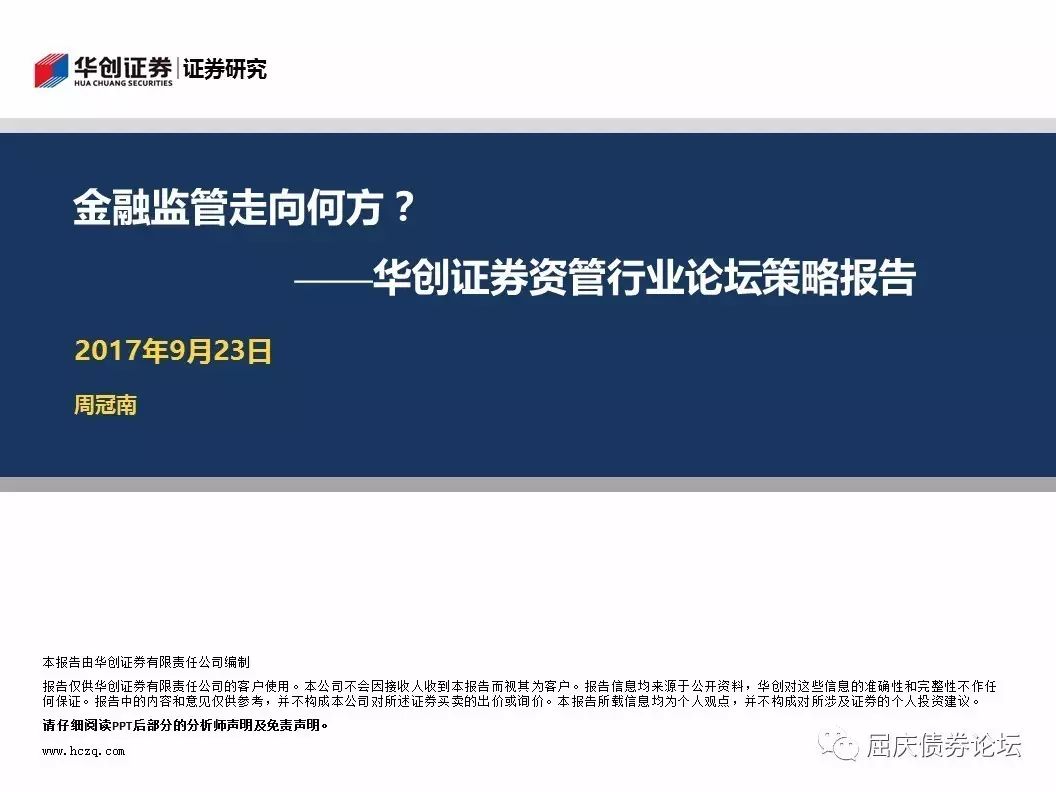 华创证券
HUA CHUANG SECURITIES
证券研究
金融监管走向何方？
——华创证券资管行业论坛策略报告
2017年9月23日
周冠南
本报告由华创证券有限责任公司编制
报告仅供华创证券有限责任公司的客户使用。本公司不会因接收人收到本报告而视其为客户。报告信息均来源于公开资料，华创对这些信息的准确性和完整性不作任
何保证。报告中的内容和意见仅供参考，并不构成本公司对所述证券买卖的出价或询价。本报告所载信息均为个人观点，并不构成对所涉及证券的个人投资建议。
请仔细阅读PPT后部分的分析师声明及免责声明。
www.hczq.com
屈庆债券论坛